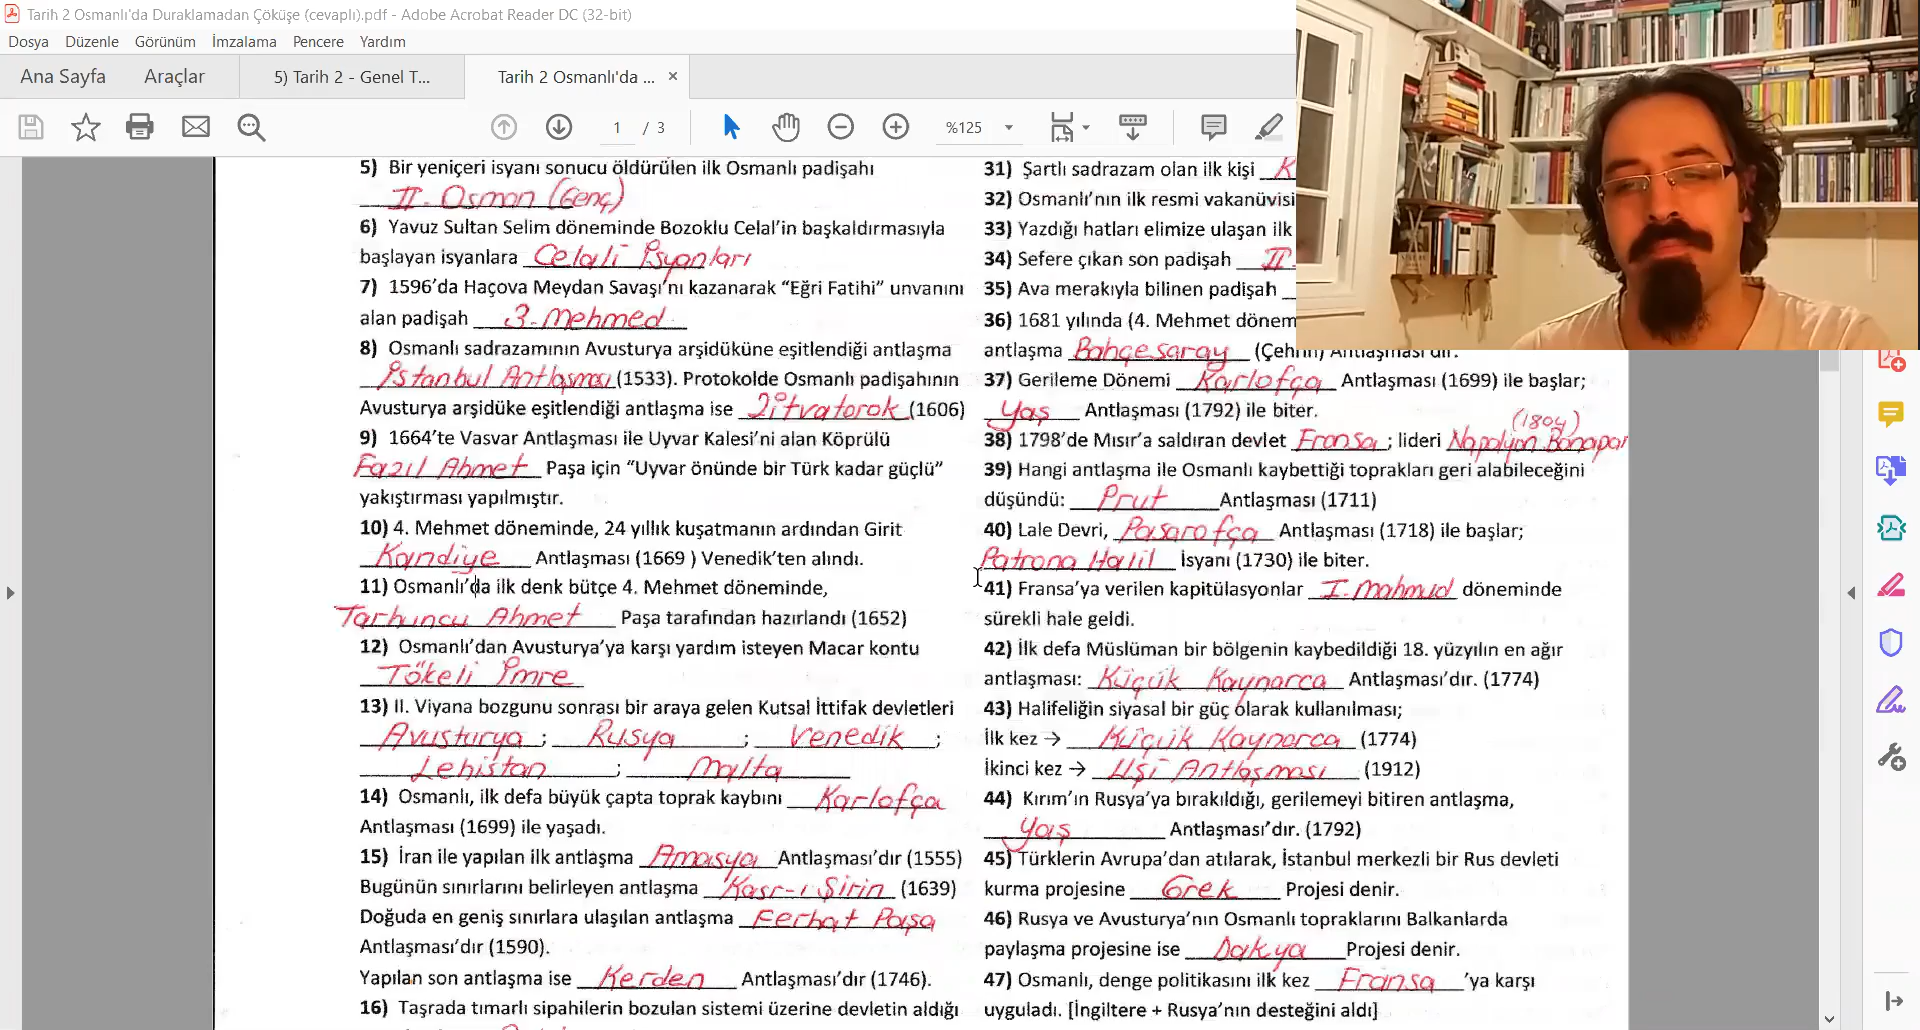 Tarih 2 Osmanlı'da Duraklamadan Çöküşe (cevaplı).pdf - Adobe Acrobat Reader DC (32-bit)
Dosya Düzenle Görünüm İmzalama Pencere Yardım
Ana Sayfa Araçlar 5) Tarih 2 - Genel T... Tarih 2 Osmanlı'da ... ×
1 / 3 %125
5) Bir yeniçeri isyanı sonucu öldürülen ilk Osmanlı padişahı
II. Osman (Genç)
6) Yavuz Sultan Selim döneminde Bozoklu Celal'in başkaldırmasıyla
başlayan isyanlara Celali İsyanları
7) 1596'da Haçova Meydan Savaşı'nı kazanarak "Eğri Fatihi" unvanını
alan padişah 3. Mehmed
8) Osmanlı sadrazamının Avusturya arşidüküne eşitlendiği antlaşma
İstanbul Antlaşması (1533). Protokolde Osmanlı padişahının
Avusturya arşidüke eşitlendiği antlaşma ise Zitvatorok (1606)
9) 1664'te Vasvar Antlaşması ile Uyvar Kalesi'ni alan Köprülü
Fazıl Ahmet Paşa için "Uyvar önünde bir Türk kadar güçlü"
yakıştırması yapılmıştır.
10) 4. Mehmet döneminde, 24 yıllık kuşatmanın ardından Girit
Kandiye Antlaşması (1669 ) Venedik'ten alındı.
11) Osmanlı'da ilk denk bütçe 4. Mehmet döneminde,
Tarhuncu Ahmet Paşa tarafından hazırlandı (1652)
12) Osmanlı'dan Avusturya'ya karşı yardım isteyen Macar kontu
Tökeli İmre
13) II. Viyana bozgunu sonrası bir araya gelen Kutsal İttifak devletleri
Avusturya ; Rusya ; Venedik ;
Lehistan ; Malta
14) Osmanlı, ilk defa büyük çapta toprak kaybını Karlofça
Antlaşması (1699) ile yaşadı.
15) İran ile yapılan ilk antlaşma Amasya Antlaşması'dır (1555)
Bugünün sınırlarını belirleyen antlaşma Kasr-ı Şirin (1639)
Doğuda en geniş sınırlara ulaşılan antlaşma Ferhat Paşa
Antlaşması'dır (1590).
Yapılan son antlaşma ise Kerden Antlaşması'dır (1746).
16) Taşrada tımarlı sipahilerin bozulan sistemi üzerine devletin aldığı
31) Şartlı sadrazam olan ilk kişi K
32) Osmanlı'nın ilk resmi vakanüvisi
33) Yazdığı hatları elimize ulaşan ilk
34) Sefere çıkan son padişah II.
35) Ava merakıyla bilinen padişah
36) 1681 yılında (4. Mehmet dönem
antlaşma Bahçesaray (Çehrin) Antlaşması'dır.
37) Gerileme Dönemi Karlofça Antlaşması (1699) ile başlar;
Yaş Antlaşması (1792) ile biter.
(1804)
38) 1798'de Mısır'a saldıran devlet Fransa ; lideri Napolyon Bonapar
39) Hangi antlaşma ile Osmanlı kaybettiği toprakları geri alabileceğini
düşündü: Prut Antlaşması (1711)
40) Lale Devri, Pasarofça Antlaşması (1718) ile başlar;
Patrona Halil İsyanı (1730) ile biter.
41) Fransa'ya verilen kapitülasyonlar I. Mahmud döneminde
sürekli hale geldi.
42) İlk defa Müslüman bir bölgenin kaybedildiği 18. yüzyılın en ağır
antlaşması: Küçük Kaynarca Antlaşması'dır. (1774)
43) Halifeliğin siyasal bir güç olarak kullanılması;
İlk kez → Küçük Kaynarca (1774)
İkinci kez → Uşi Antlaşması (1912)
44) Kırım'ın Rusya'ya bırakıldığı, gerilemeyi bitiren antlaşma,
Yaş Antlaşması'dır. (1792)
45) Türklerin Avrupa'dan atılarak, İstanbul merkezli bir Rus devleti
kurma projesine Grek Projesi denir.
46) Rusya ve Avusturya'nın Osmanlı topraklarını Balkanlarda
paylaşma projesine ise Dakya Projesi denir.
47) Osmanlı, denge politikasını ilk kez Fransa 'ya karşı
uyguladı. [İngiltere + Rusya'nın desteğini aldı]